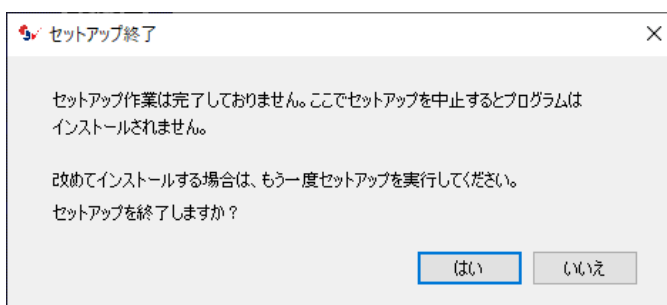 セットアップ終了
セットアップ作業は完了しておりません。ここでセットアップを中止するとプログラムは
インストールされません。
改めてインストールする場合は、もう一度セットアップを実行してください。
セットアップを終了しますか？
はい
いいえ